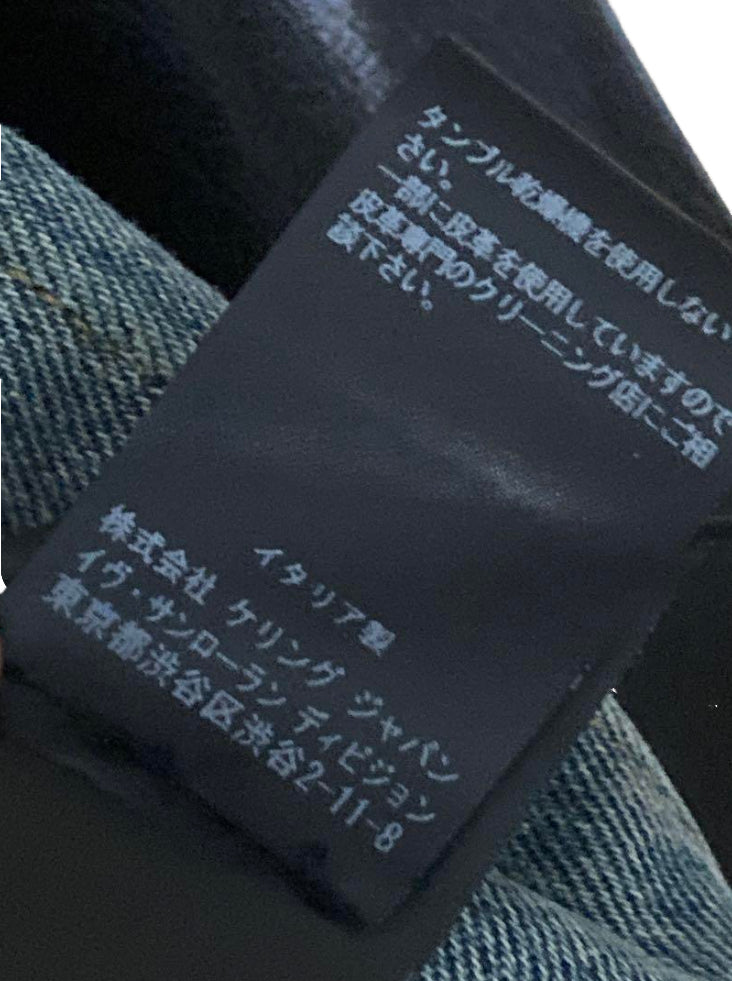 タンブル乾燥機を使用しない
さい。
一部に皮革を使用していますので
皮革専門のクリーニング店にご相
談下さい。
イタリア製
株式会社 ケリング ジャパン
イヴ・サンローラン ディビジョン
東京都渋谷区渋谷2-11-8